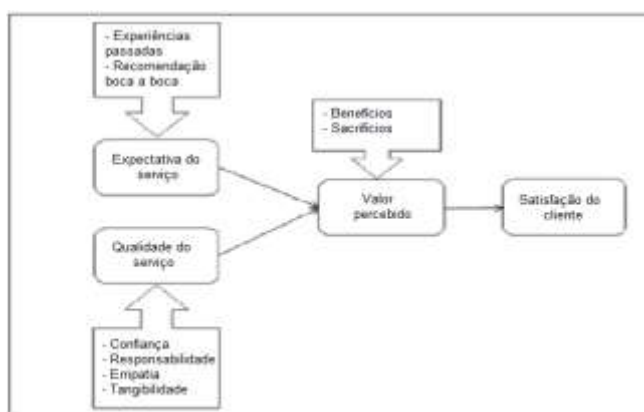 - Experiências
passadas
- Recomendação
boca a boca
- Benefícios
- Sacrifícios
Expectativa do
serviço
Valor
percebido
Satisfação do
cliente
Qualidade do
serviço
- Confiança
- Responsabilidade
- Empatia
- Tangibilidade